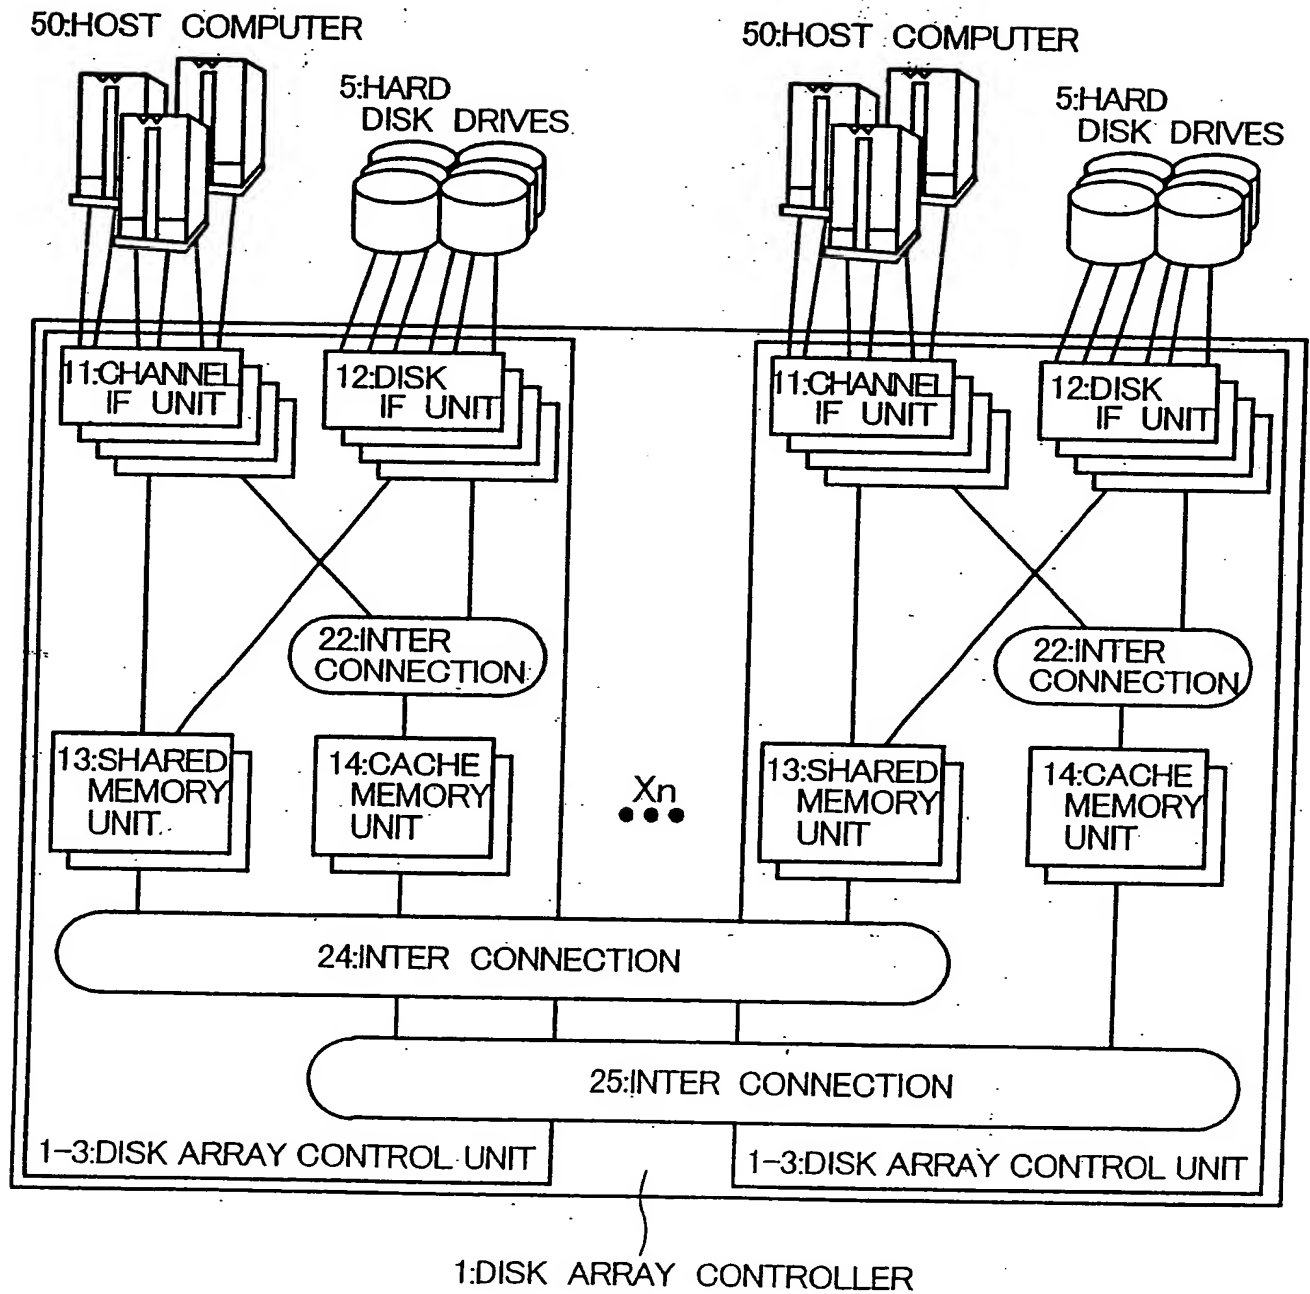 50:HOST COMPUTER
5:HARD
DISK DRIVES
11:CHANNEL
IF UNIT
12:DISK
IF UNIT
22:INTER
CONNECTION
13:SHARED
MEMORY
UNIT
14:CACHE
MEMORY
UNIT
Xn
50:HOST COMPUTER
5:HARD
DISK DRIVES
11:CHANNEL
IF UNIT
12:DISK
IF UNIT
22:INTER
CONNECTION
13:SHARED
MEMORY
UNIT
14:CACHE
MEMORY
UNIT
24:INTER CONNECTION
25:INTER CONNECTION
1-3:DISK ARRAY CONTROL UNIT
1-3:DISK ARRAY CONTROL UNIT
1:DISK ARRAY CONTROLLER